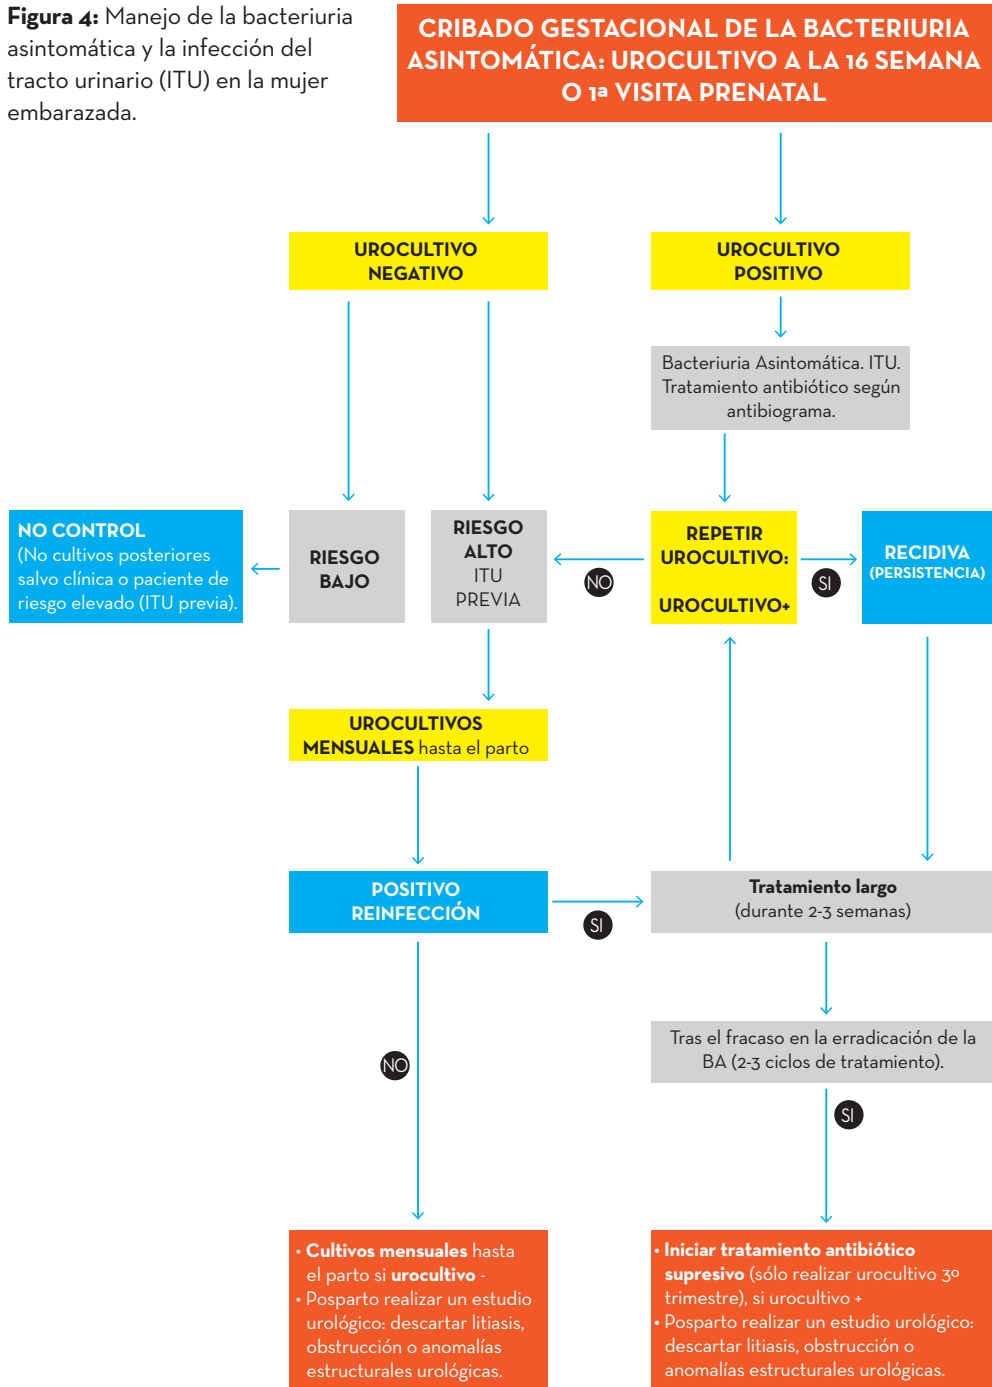 Figura 4: Manejo de la bacteriuria
asintomática y la infección del
tracto urinario (ITU) en la mujer
embarazada.
CRIBADO GESTACIONAL DE LA BACTERIURIA
ASINTOMÁTICA: UROCULTIVO A LA 16 SEMANA
O 1ª VISITA PRENATAL
UROCULTIVO
NEGATIVO
UROCULTIVO
POSITIVO
Bacteriuria Asintomática. ITU.
Tratamiento antibiótico según
antibiograma.
NO CONTROL
(No cultivos posteriores
salvo clínica o paciente de
riesgo elevado (ITU previa).
RIESGO
BAJO
RIESGO
ALTO
ITU
PREVIA
NO
REPETIR
UROCULTIVO:
UROCULTIVO+
SI
RECIDIVA
(PERSISTENCIA)
UROCULTIVOS
MENSUALES hasta el parto
POSITIVO
REINFECCIÓN
SI
Tratamiento largo
(durante 2-3 semanas)
Tras el fracaso en la erradicación de la
BA (2-3 ciclos de tratamiento).
NO
SI
• Cultivos mensuales hasta
el parto si urocultivo -
• Posparto realizar un estudio
urológico: descartar litiasis,
obstrucción o anomalías
estructurales urológicas.
• Iniciar tratamiento antibiótico
supresivo (sólo realizar urocultivo 3º
trimestre), si urocultivo +
• Posparto realizar un estudio urológico:
descartar litiasis, obstrucción o
anomalías estructurales urológicas.